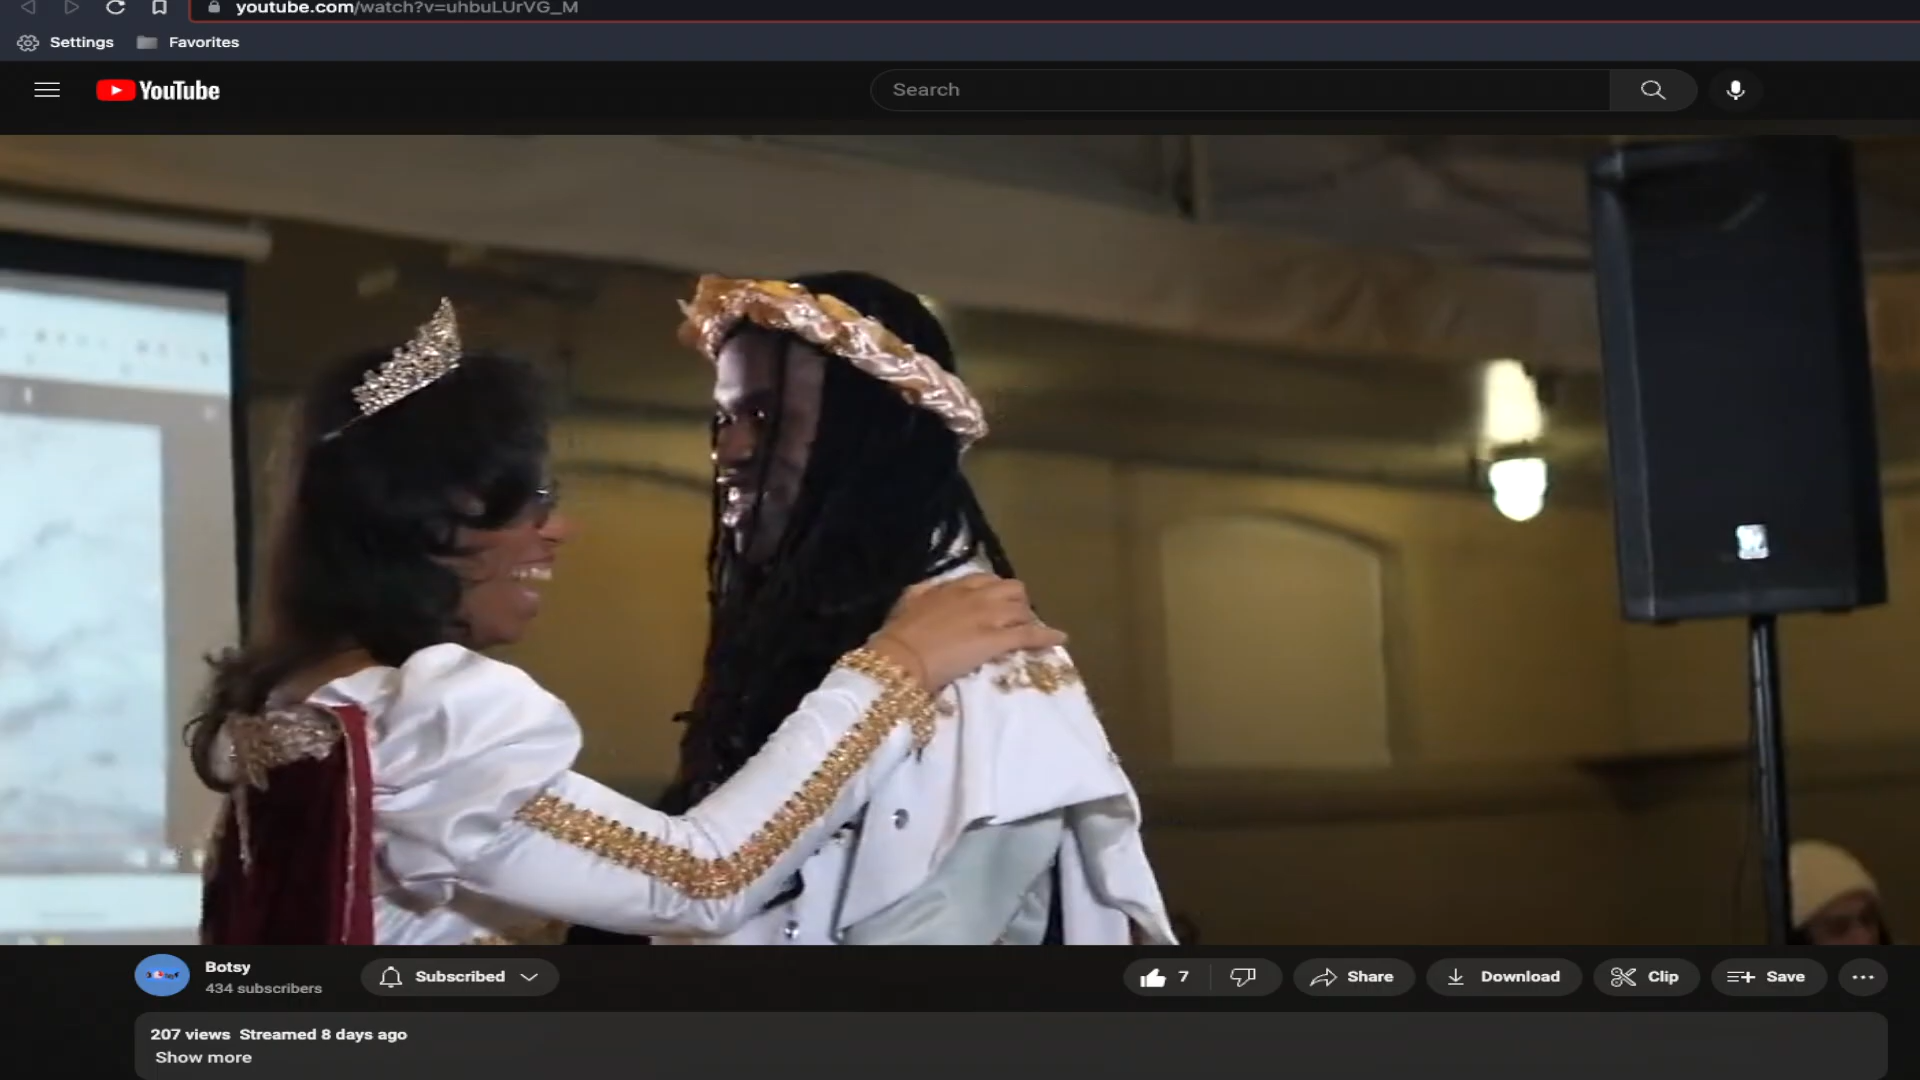 youtube.com/watch?v=uhbuLUrVG_M
Settings Favorites
YouTube Search
Botsy
434 subscribers
Subscribed 7 Share Download Clip Save
207 views Streamed 8 days ago
Show more